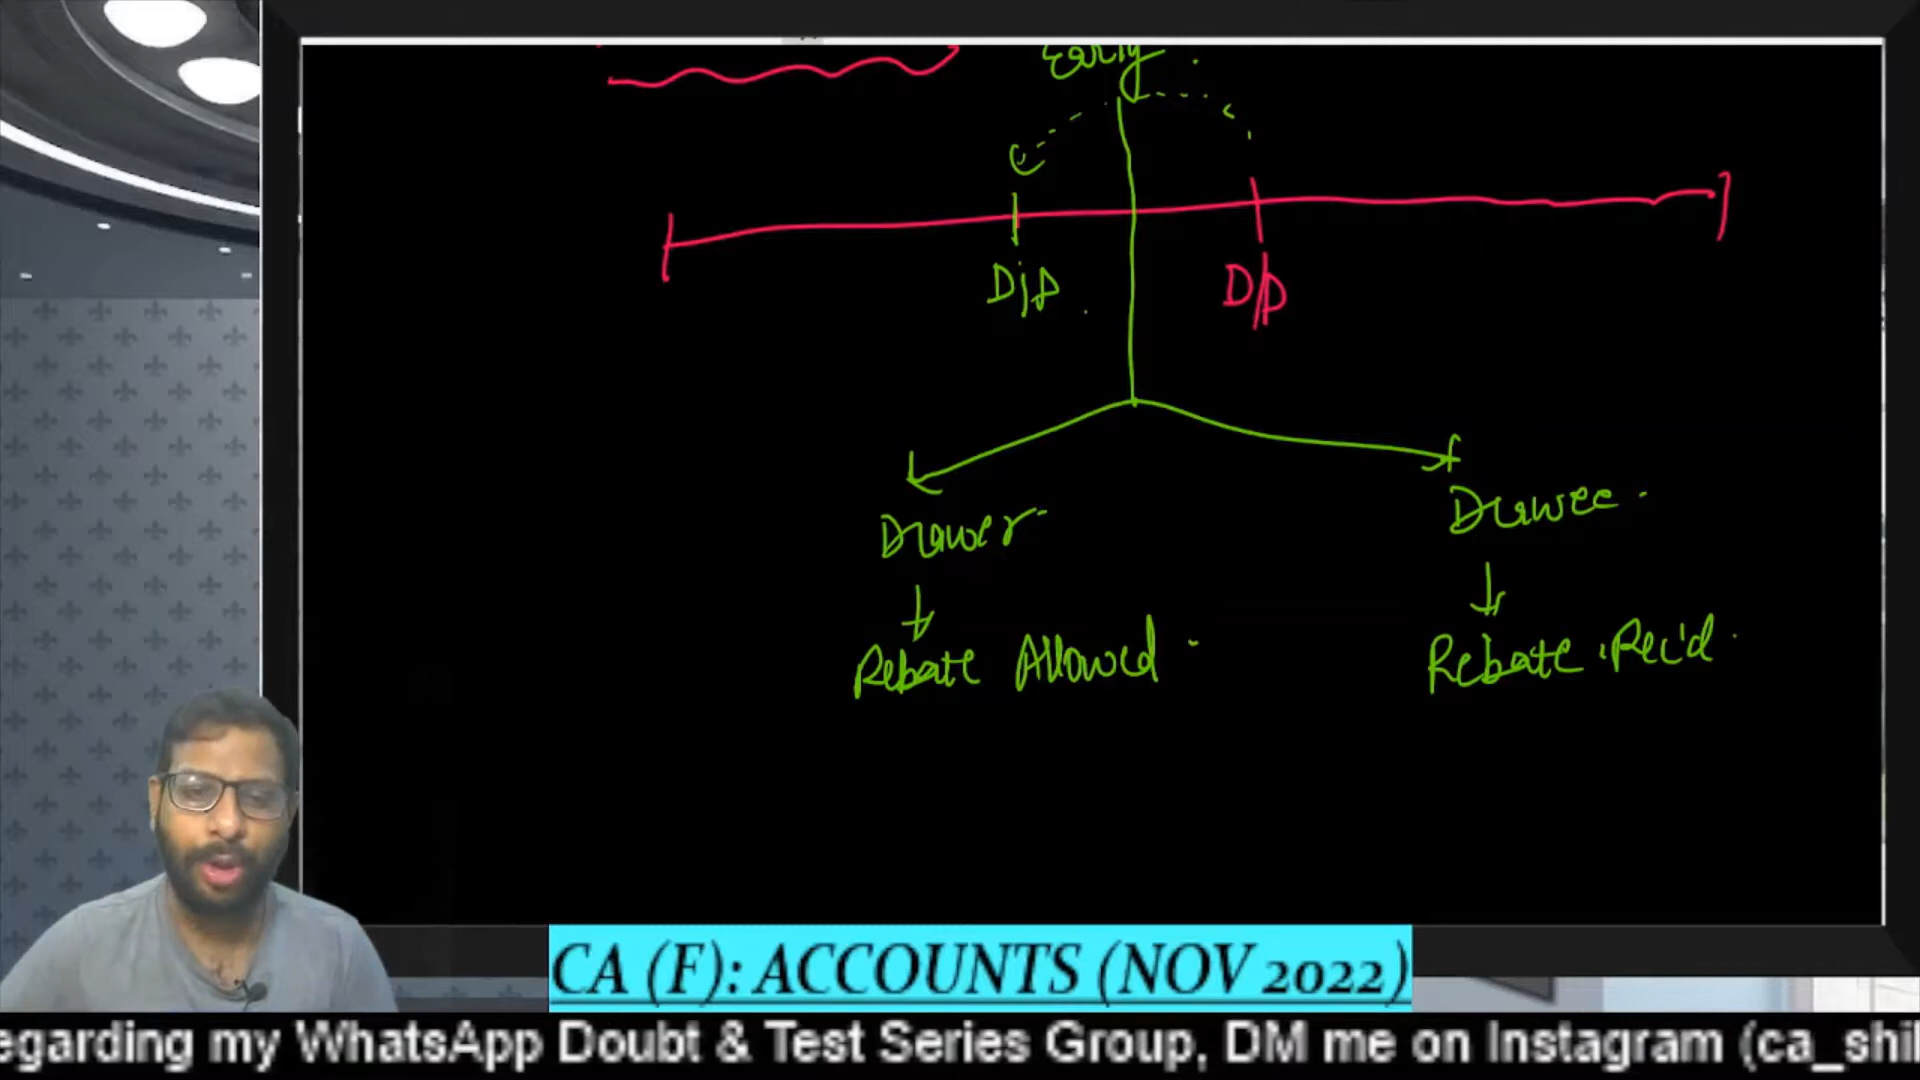 Early.
D/P.
D/D
Drawer.
Drawee.
Rebate Allowed.
Rebate Rec'd.
CA (F): ACCOUNTS (NOV 2022)
egarding my WhatsApp Doubt & Test Series Group, DM me on Instagram (ca_shil